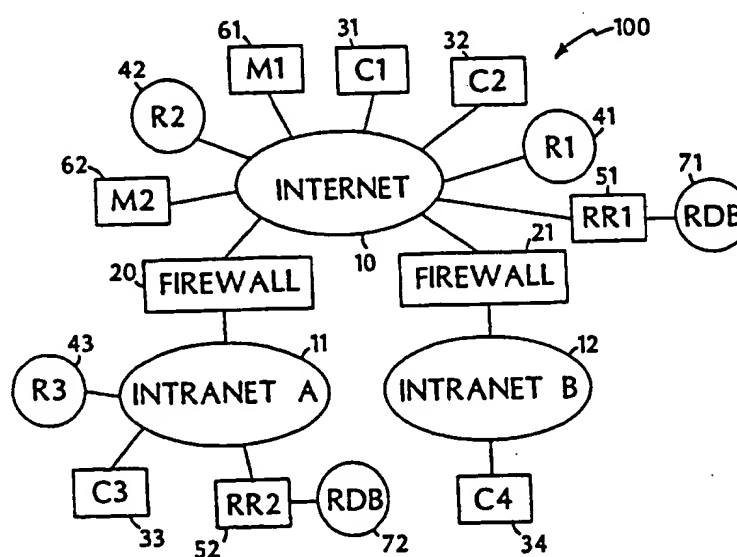 61
31
32
100
42
M1
C1
C2
R2
41
R1
62
INTERNET
51
71
M2
RR1
RDB
10
21
20
FIREWALL
FIREWALL
11
12
43
R3
INTRANET A
INTRANET B
C3
RR2
RDB
C4
33
52
72
34